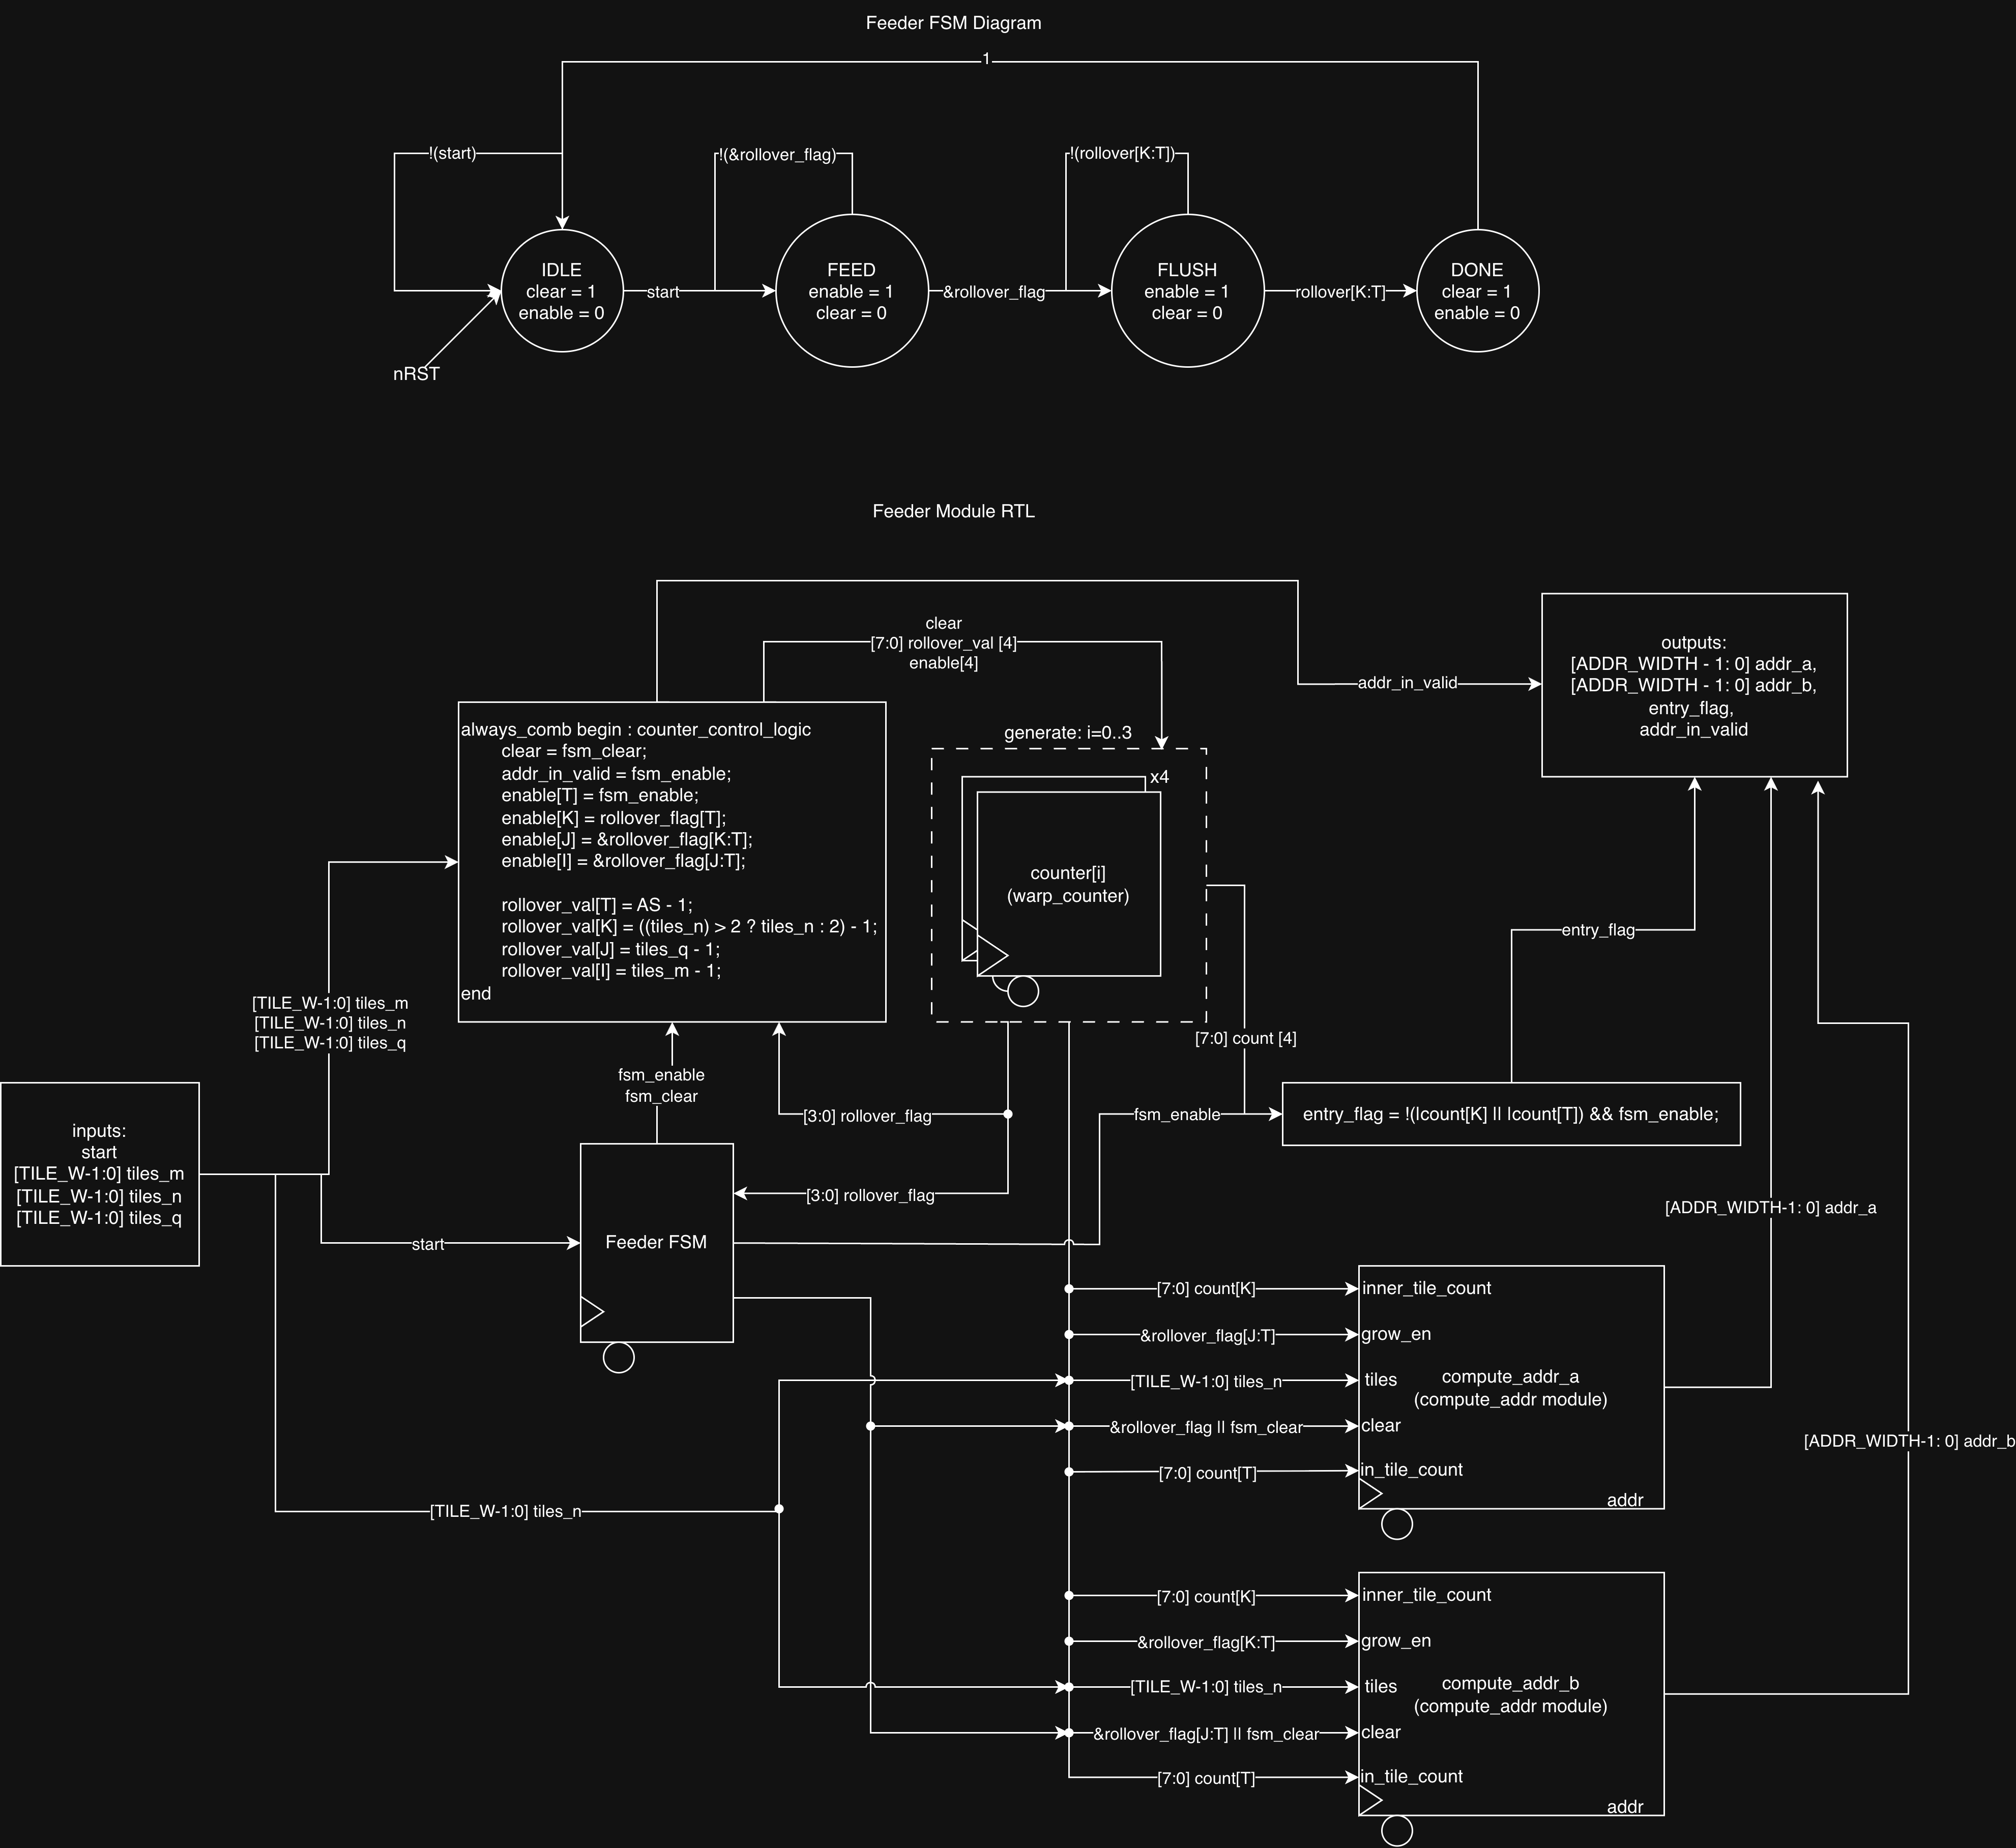 Feeder FSM Diagram
1
!(start)
!(&rollover_flag)
!(rollover[K:T])
IDLE
clear = 1
enable = 0
start
FEED
enable = 1
clear = 0
&rollover_flag
FLUSH
enable = 1
clear = 0
rollover[K:T]
DONE
clear = 1
enable = 0
nRST
Feeder Module RTL
clear
[7:0] rollover_val [4]
enable[4]
addr_in_valid
outputs:
[ADDR_WIDTH - 1: 0] addr_a,
[ADDR_WIDTH - 1: 0] addr_b,
entry_flag,
addr_in_valid
always_comb begin : counter_control_logic
clear = fsm_clear;
addr_in_valid = fsm_enable;
enable[T] = fsm_enable;
enable[K] = rollover_flag[T];
enable[J] = &rollover_flag[K:T];
enable[I] = &rollover_flag[J:T];
rollover_val[T] = AS - 1;
rollover_val[K] = ((tiles_n) > 2 ? tiles_n : 2) - 1;
rollover_val[J] = tiles_q - 1;
rollover_val[I] = tiles_m - 1;
end
generate: i=0..3
x4
counter[i]
(warp_counter)
entry_flag
[TILE_W-1:0] tiles_m
[TILE_W-1:0] tiles_n
[TILE_W-1:0] tiles_q
[7:0] count [4]
fsm_enable
fsm_clear
[3:0] rollover_flag
fsm_enable
entry_flag = !(|count[K] || |count[T]) && fsm_enable;
inputs:
start
[TILE_W-1:0] tiles_m
[TILE_W-1:0] tiles_n
[TILE_W-1:0] tiles_q
[3:0] rollover_flag
[ADDR_WIDTH-1: 0] addr_a
start
Feeder FSM
[7:0] count[K]
inner_tile_count
&rollover_flag[J:T]
grow_en
[TILE_W-1:0] tiles_n
tiles
compute_addr_a
(compute_addr module)
&rollover_flag || fsm_clear
clear
[ADDR_WIDTH-1: 0] addr_b
[7:0] count[T]
in_tile_count
addr
[TILE_W-1:0] tiles_n
[7:0] count[K]
inner_tile_count
&rollover_flag[K:T]
grow_en
[TILE_W-1:0] tiles_n
tiles
compute_addr_b
(compute_addr module)
&rollover_flag[J:T] || fsm_clear
clear
[7:0] count[T]
in_tile_count
addr